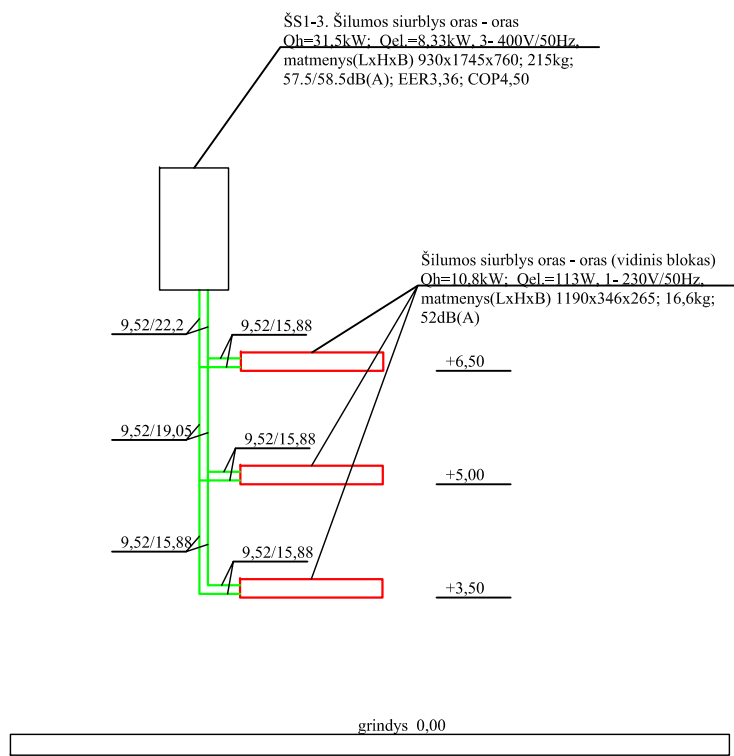 ŠS1-3. Šilumos siurblys oras - oras
Qh=31,5kW; Qel.=8,33kW, 3- 400V/50Hz,
matmenys(LxHxB) 930x1745x760; 215kg;
57.5/58.5dB(A); EER3,36; COP4,50
Šilumos siurblys oras - oras (vidinis blokas)
Qh=10,8kW; Qel.=113W, 1- 230V/50Hz,
matmenys(LxHxB) 1190x346x265; 16,6kg;
52dB(A)
9,52/22,2
9,52/15,88
+6,50
9,52/19,05
9,52/15,88
+5,00
9,52/15,88
9,52/15,88
+3,50
grindys 0,00